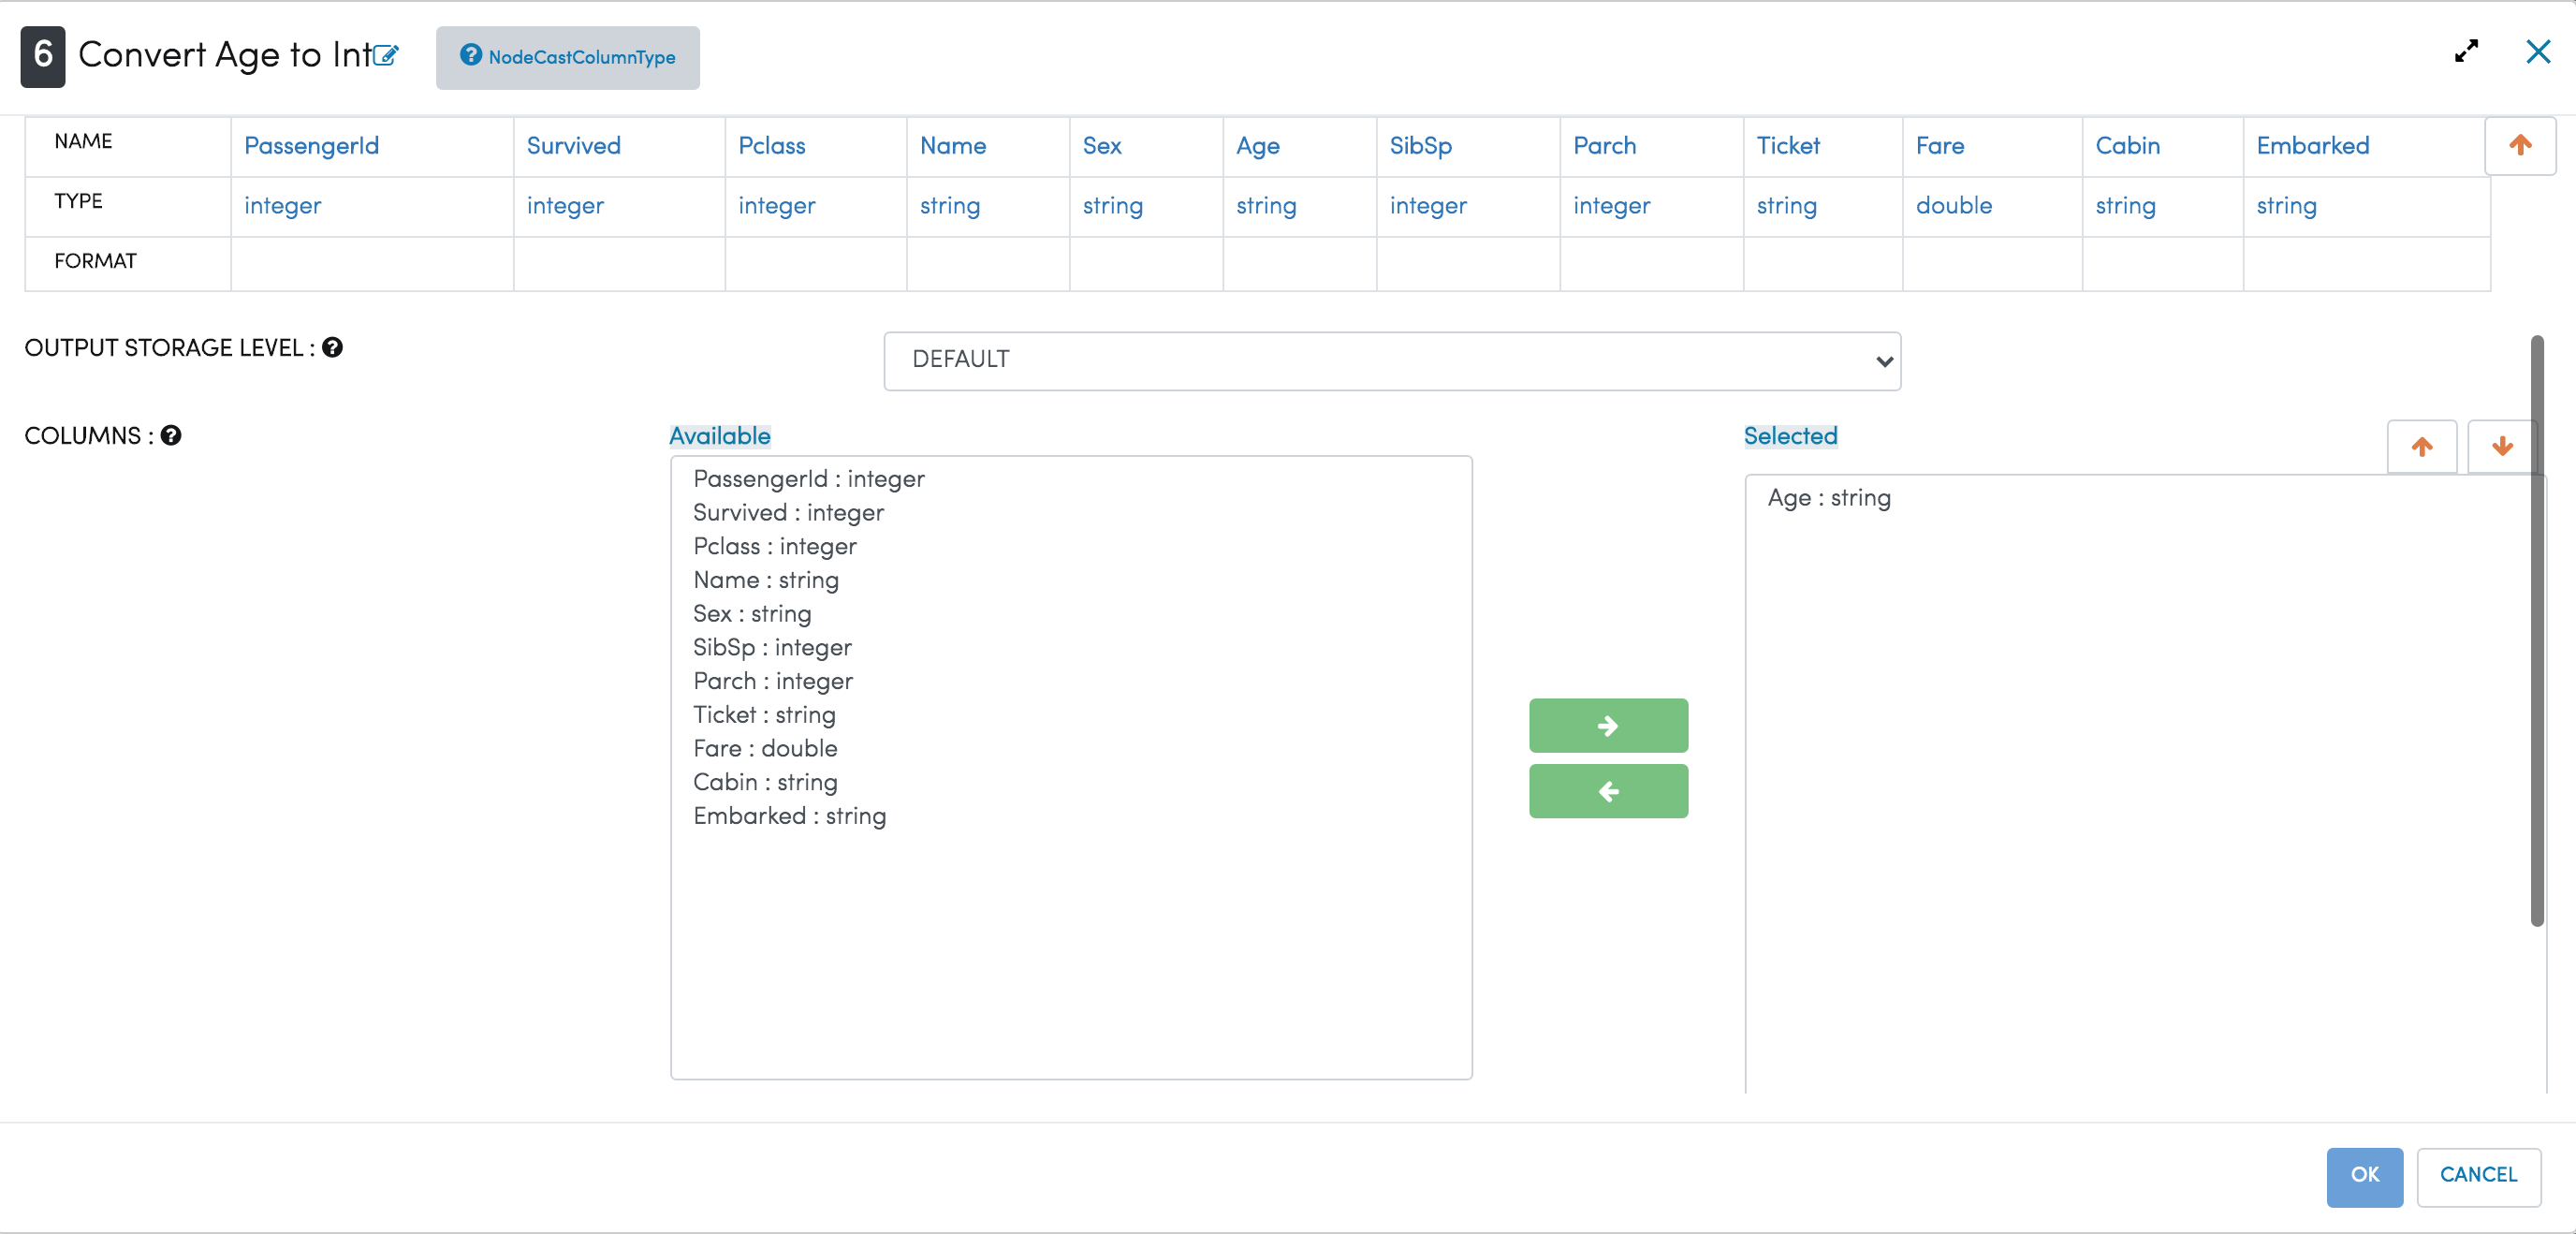 6 Convert Age to Int NodeCastColumnType
NAME PassengerId Survived Pclass Name Sex Age SibSp Parch Ticket Fare Cabin Embarked
TYPE integer integer integer string string string integer integer string double string string
FORMAT
OUTPUT STORAGE LEVEL : DEFAULT
COLUMNS : Available Selected
PassengerId : integer
Survived : integer
Pclass : integer
Name : string
Sex : string
SibSp : integer
Parch : integer
Ticket : string
Fare : double
Cabin : string
Embarked : string
Age : string
OK CANCEL